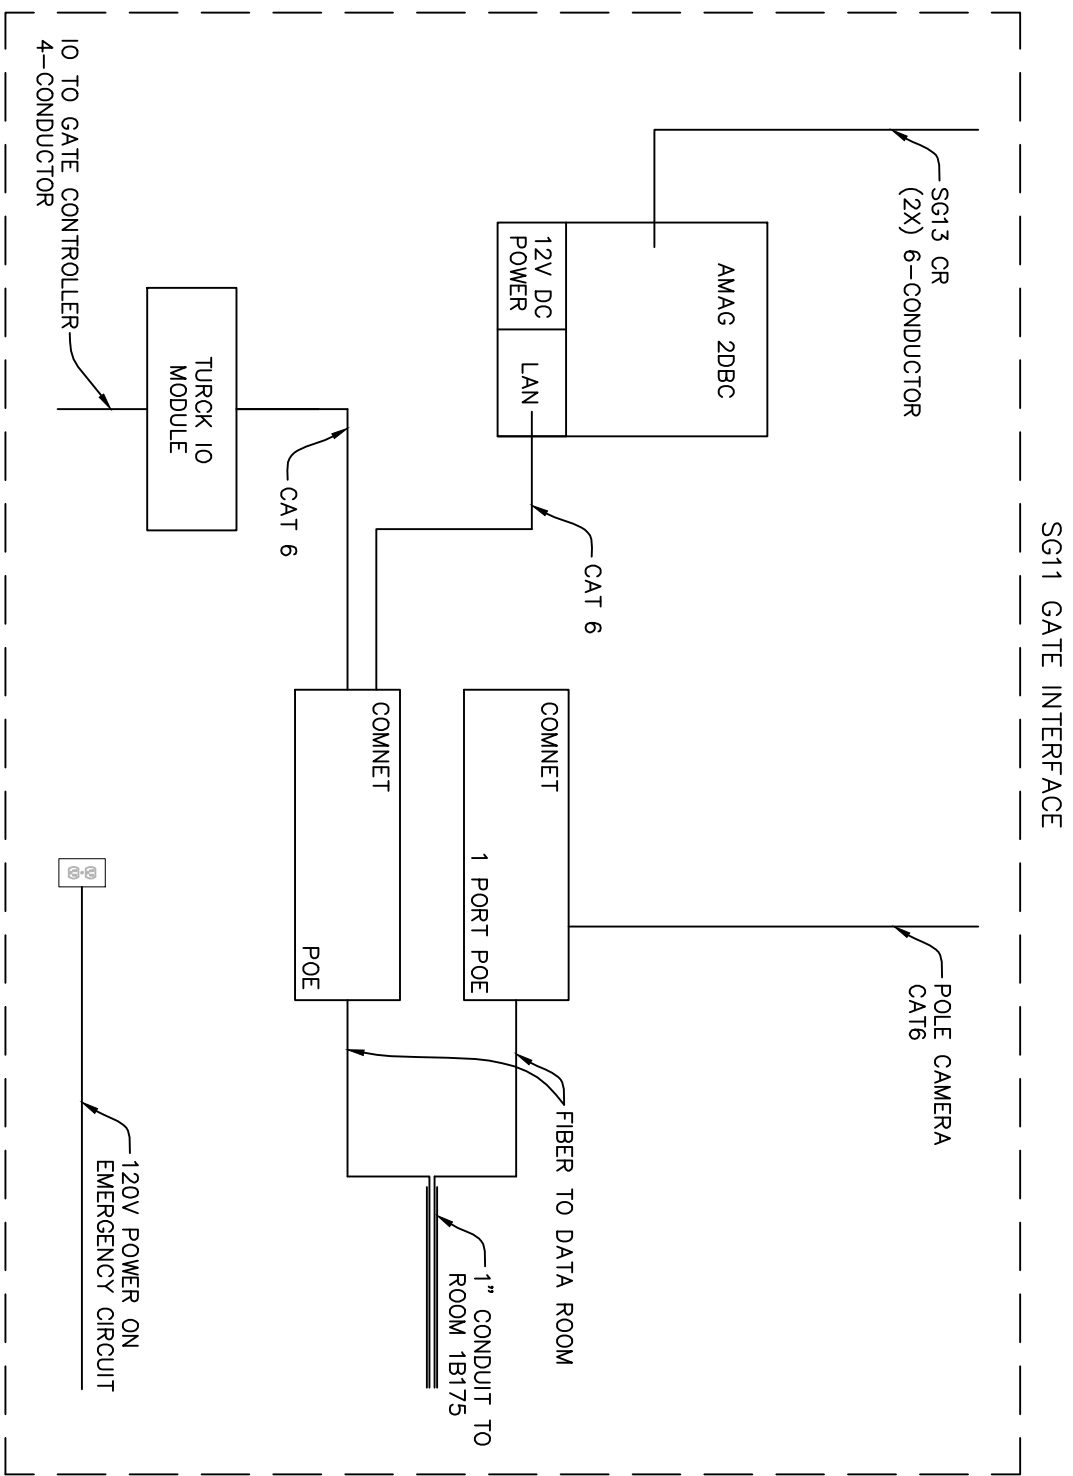 SG11 GATE INTERFACE
SG13 CR
(2X) 6-CONDUCTOR
POLE CAMERA
CAT6
AMAG 2DBC
12V DC
POWER
LAN
CAT 6
COMNET
1 PORT POE
FIBER TO DATA ROOM
1" CONDUIT TO
ROOM 1B175
COMNET
POE
CAT 6
TURCK IO
MODULE
IO TO GATE CONTROLLER
4-CONDUCTOR
120V POWER ON
EMERGENCY CIRCUIT